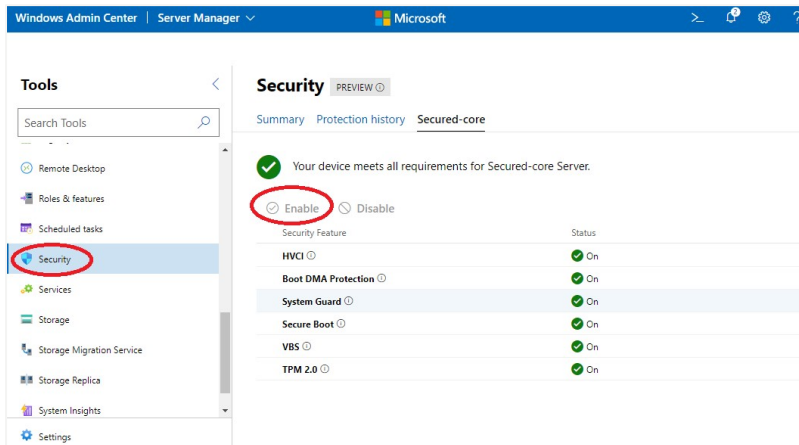 Windows Admin Center | Server Manager
Microsoft
Tools
Search Tools
Remote Desktop
Roles & features
Scheduled tasks
Security
Services
Storage
Storage Migration Service
Storage Replica
System Insights
Settings
Security PREVIEW
Summary Protection history Secured-core
Your device meets all requirements for Secured-core Server.
Enable Disable
Security Feature Status
HVCI On
Boot DMA Protection On
System Guard On
Secure Boot On
VBS On
TPM 2.0 On